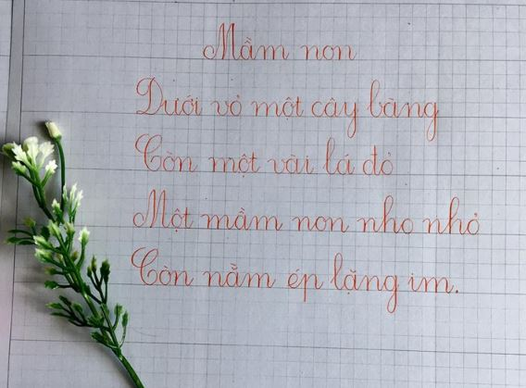 Mầm non
Dưới vỏ một cây bàng
Còn một vài lá đỏ
Một mầm non nho nhỏ
Còn nằm ép lặng im.